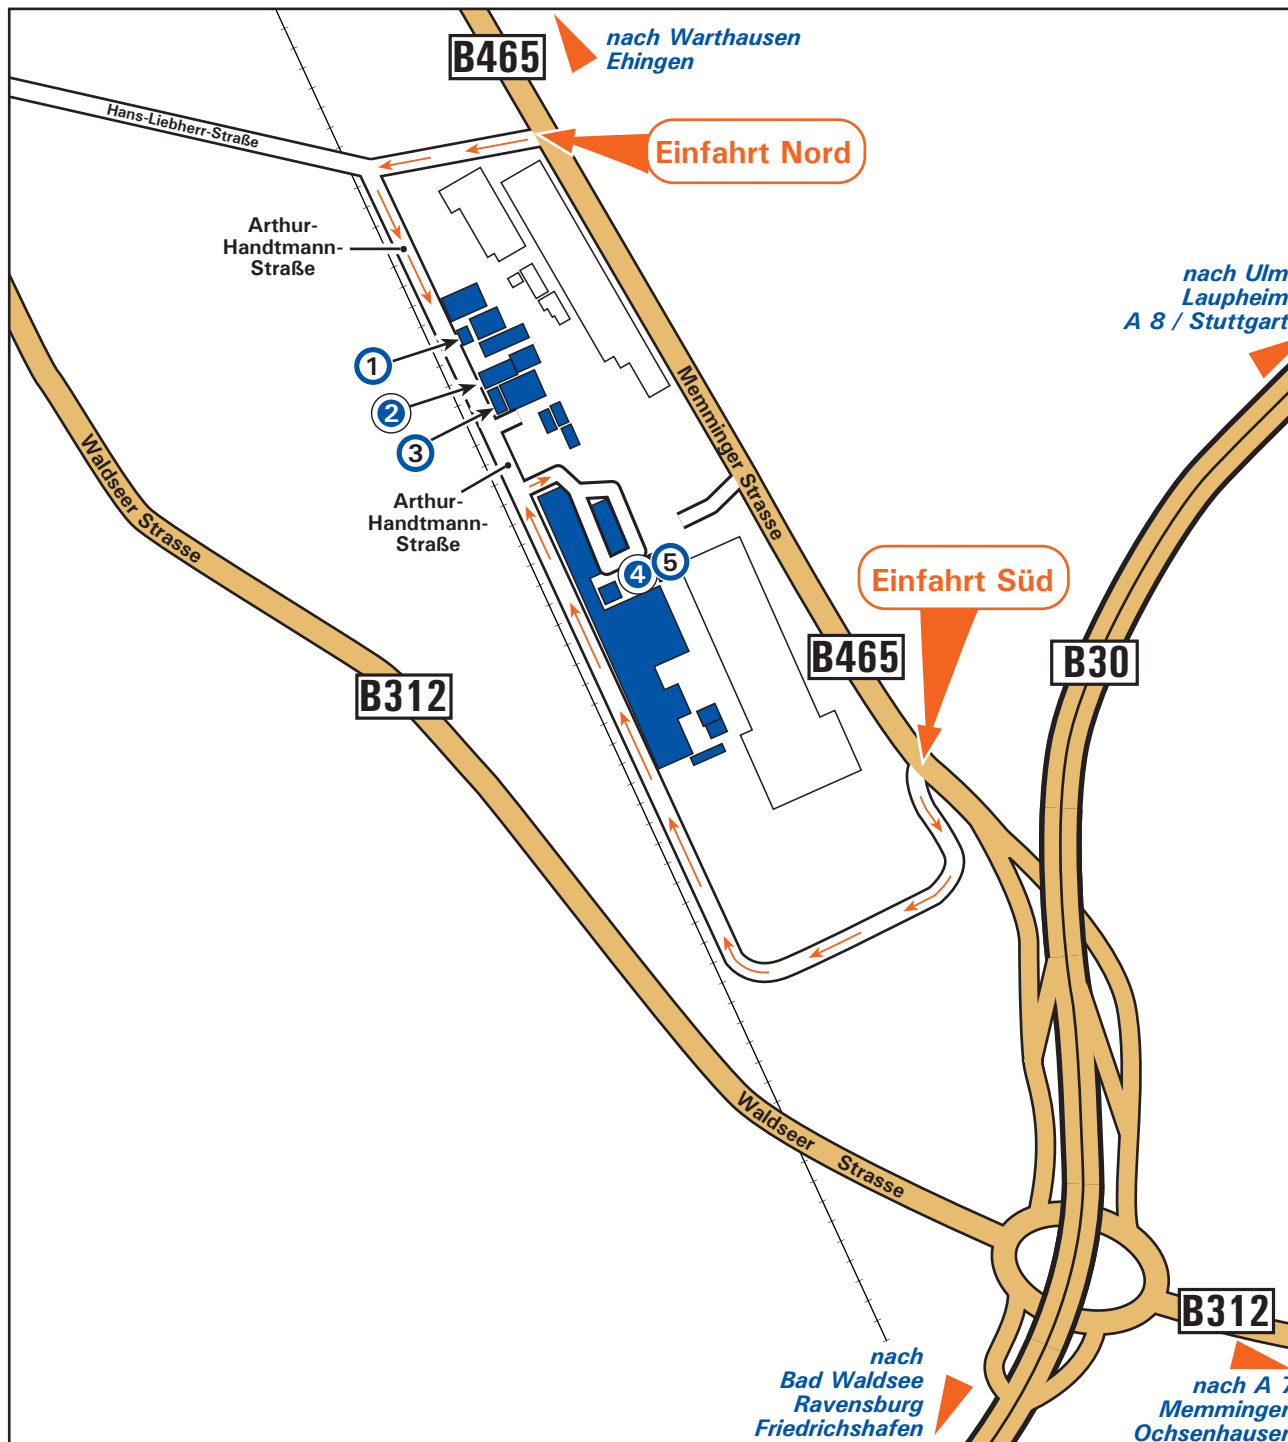 nach Warthausen
Ehingen
B465
Hans-Liebherr-Straße
Einfahrt Nord
Arthur-
Handtmann-
Straße
nach Ulm
Laupheim
A 8 / Stuttgart
1
2
3
Memminger Strasse
Waldseer Strasse
Arthur-
Handtmann-
Straße
4
5
Einfahrt Süd
B465
B30
B312
Waldseer Strasse
B312
nach
Bad Waldsee
Ravensburg
Friedrichshafen
nach A 7
Memmingen
Ochsenhausen